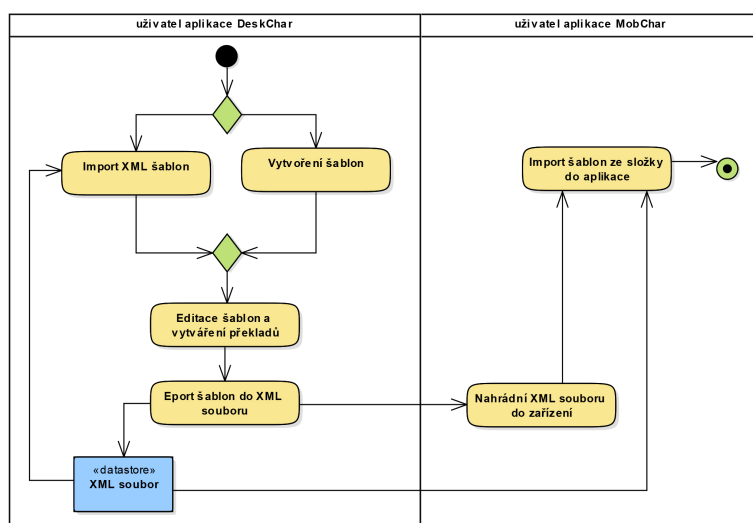 uživatel aplikace DeskChar
uživatel aplikace MobChar
Import XML šablon
Vytvoření šablon
Import šablon ze složky
do aplikace
Editace šablon a
vytváření překladů
Eport šablon do XML
souboru
Nahrádní XML souboru
do zařízení
«datastore»
XML soubor